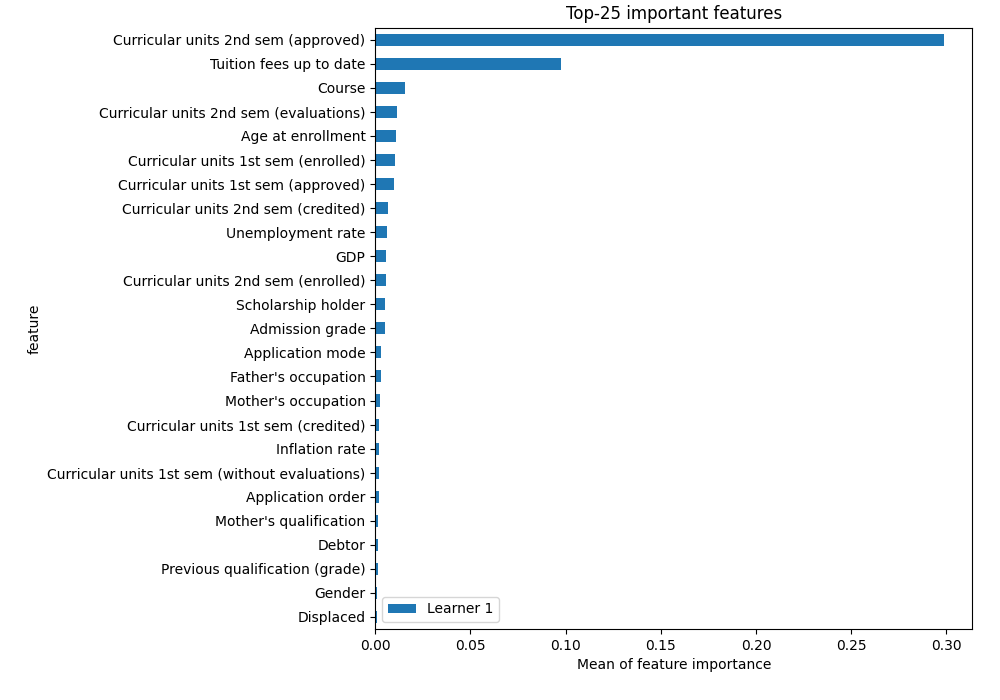 Top-25 important features
Curricular units 2nd sem (approved)
Tuition fees up to date
Course
Curricular units 2nd sem (evaluations)
Age at enrollment
Curricular units 1st sem (enrolled)
Curricular units 1st sem (approved)
Curricular units 2nd sem (credited)
Unemployment rate
GDP
Curricular units 2nd sem (enrolled)
Scholarship holder
Admission grade
Application mode
Father's occupation
Mother's occupation
Curricular units 1st sem (credited)
Inflation rate
Curricular units 1st sem (without evaluations)
Application order
Mother's qualification
Debtor
Previous qualification (grade)
Gender
Displaced
feature
Learner 1
0.00 0.05 0.10 0.15 0.20 0.25 0.30
Mean of feature importance